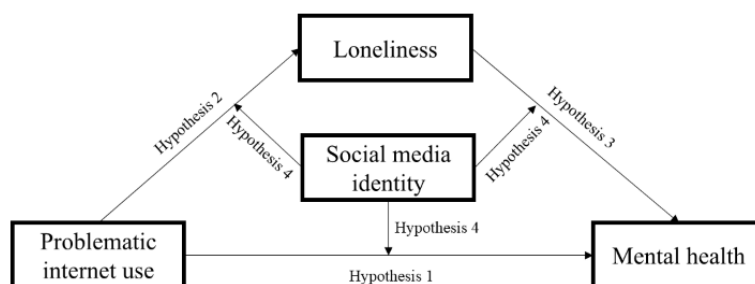 Loneliness
Hypothesis 2
Hypothesis 4
Social media
identity
Hypothesis 4
Hypothesis 3
Hypothesis 4
Problematic
internet use
Hypothesis 1
Mental health